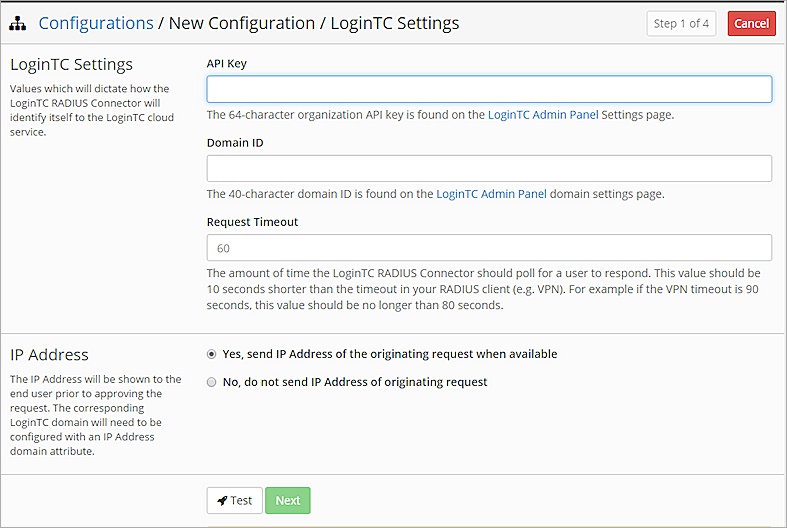 Configurations / New Configuration / LoginTC Settings
Step 1 of 4
Cancel
LoginTC Settings
Values which will dictate how the
LoginTC RADIUS Connector will
identify itself to the LoginTC cloud
service.
API Key
The 64-character organization API key is found on the LoginTC Admin Panel Settings page.
Domain ID
The 40-character domain ID is found on the LoginTC Admin Panel domain settings page.
Request Timeout
60
The amount of time the LoginTC RADIUS Connector should poll for a user to respond. This value should be
10 seconds shorter than the timeout in your RADIUS client (e.g. VPN). For example if the VPN timeout is 90
seconds, this value should be no longer than 80 seconds.
IP Address
The IP Address will be shown to the
end user prior to approving the
request. The corresponding
LoginTC domain will need to be
configured with an IP Address
domain attribute.
Yes, send IP Address of the originating request when available
No, do not send IP Address of originating request
Test
Next